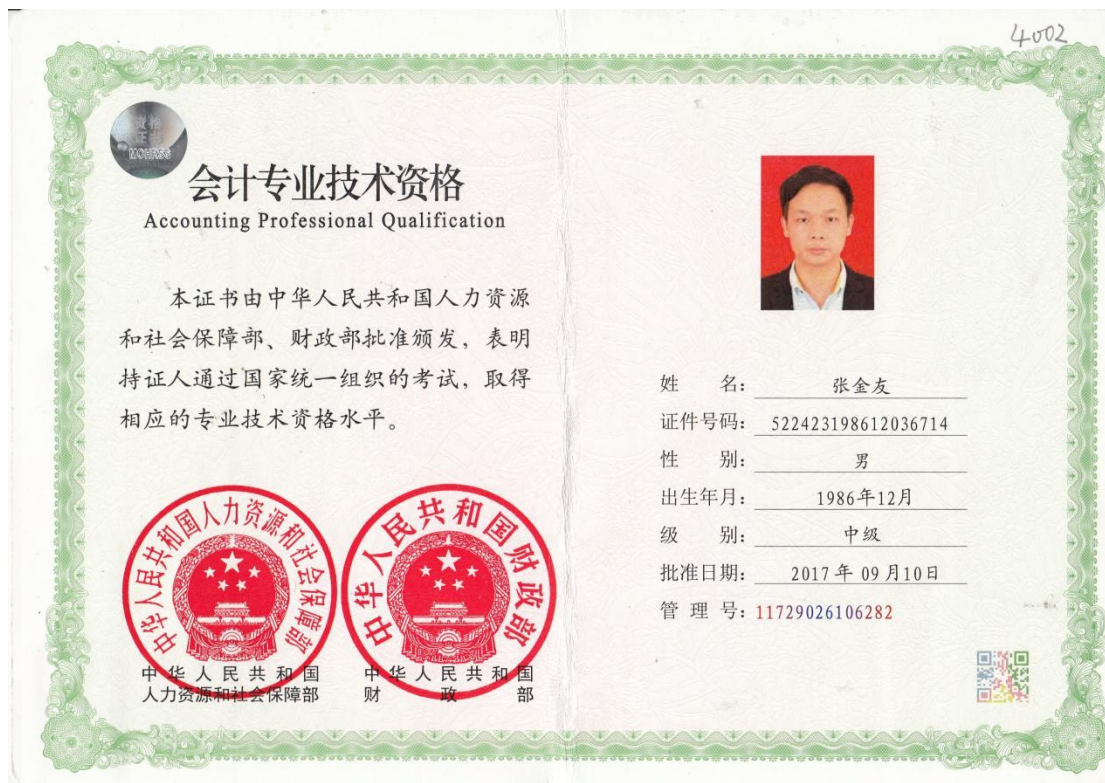 4002
资格
证
MOHRSS
会计专业技术资格
Accounting Professional Qualification
本证书由中华人民共和国人力资源
和社会保障部、财政部批准颁发，表明
持证人通过国家统一组织的考试，取得
相应的专业技术资格水平。
中华人民共和国人力资源和社会保障部
中华人民共和国
人力资源和社会保障部
中华人民共和国财政部
中华人民共和国
财政部
姓名：张金友
证件号码：522423198612036714
性别：男
出生年月：1986年12月
级别：中级
批准日期：2017年09月10日
管理号：11729026106282